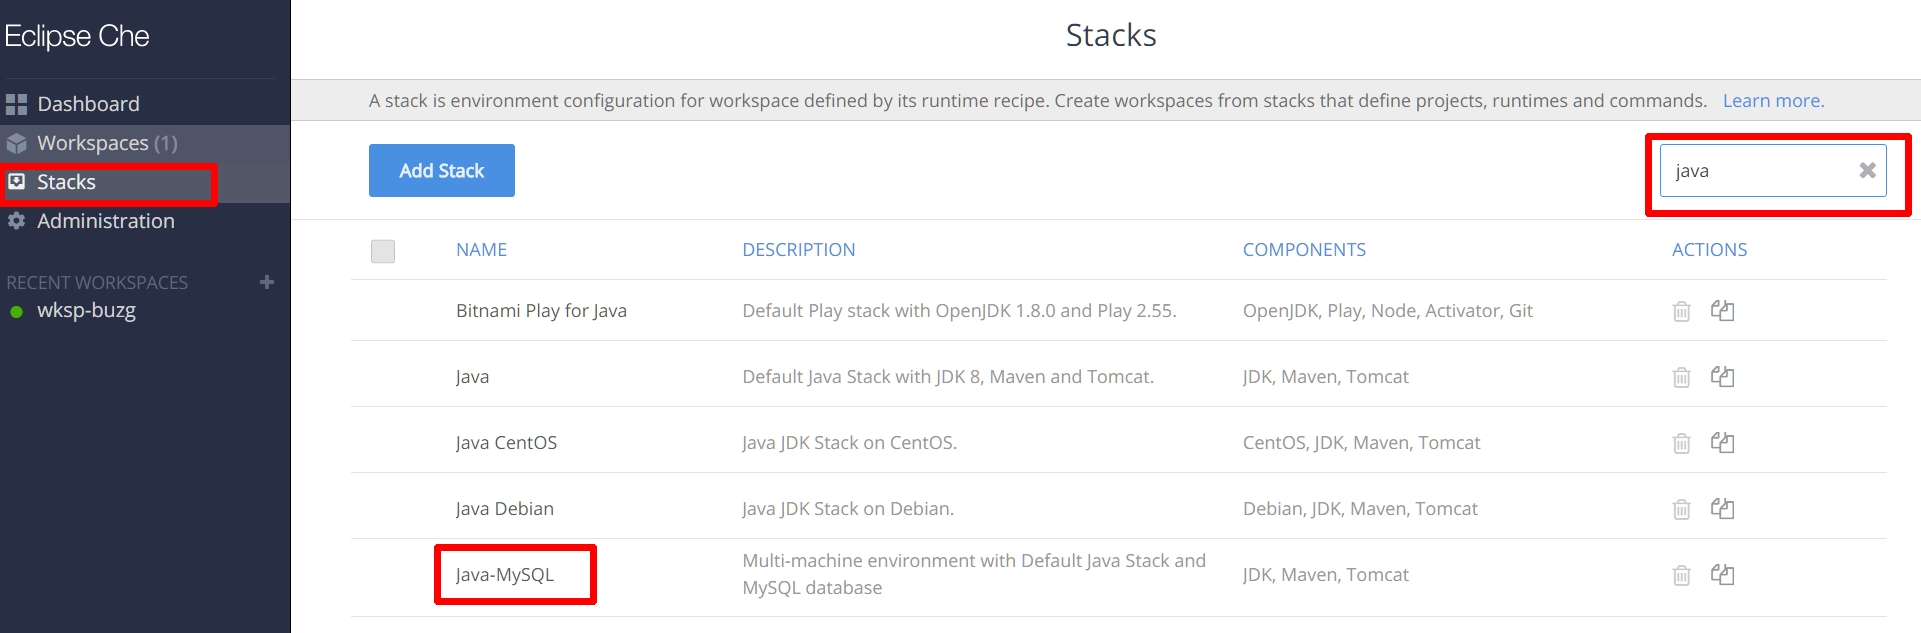 Eclipse Che
Dashboard
Workspaces (1)
Stacks
Administration
RECENT WORKSPACES +
wksp-buzg
Stacks
A stack is environment configuration for workspace defined by its runtime recipe. Create workspaces from stacks that define projects, runtimes and commands. Learn more.
Add Stack
java
NAME DESCRIPTION COMPONENTS ACTIONS
Bitnami Play for Java Default Play stack with OpenJDK 1.8.0 and Play 2.55. OpenJDK, Play, Node, Activator, Git
Java Default Java Stack with JDK 8, Maven and Tomcat. JDK, Maven, Tomcat
Java CentOS Java JDK Stack on CentOS. CentOS, JDK, Maven, Tomcat
Java Debian Java JDK Stack on Debian. Debian, JDK, Maven, Tomcat
Java-MySQL Multi-machine environment with Default Java Stack and
MySQL database JDK, Maven, Tomcat